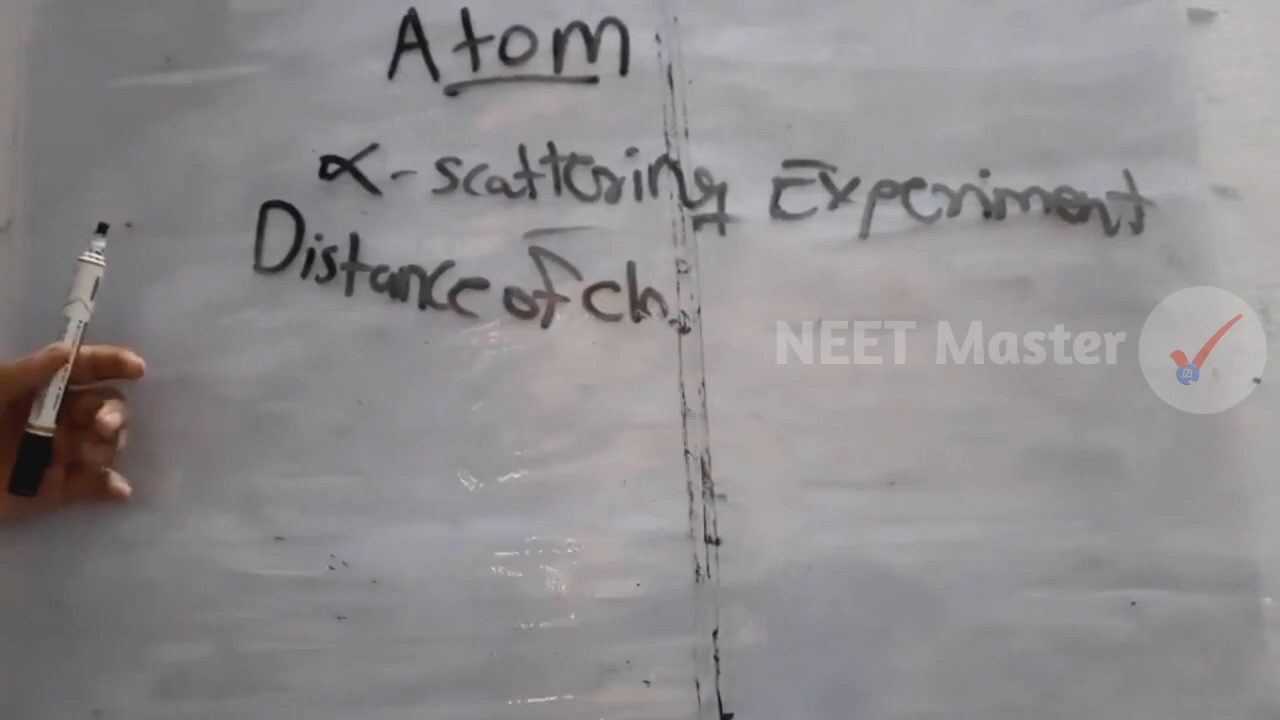 Atom
α-scattering Experiment
Distance of ch
NEET Master